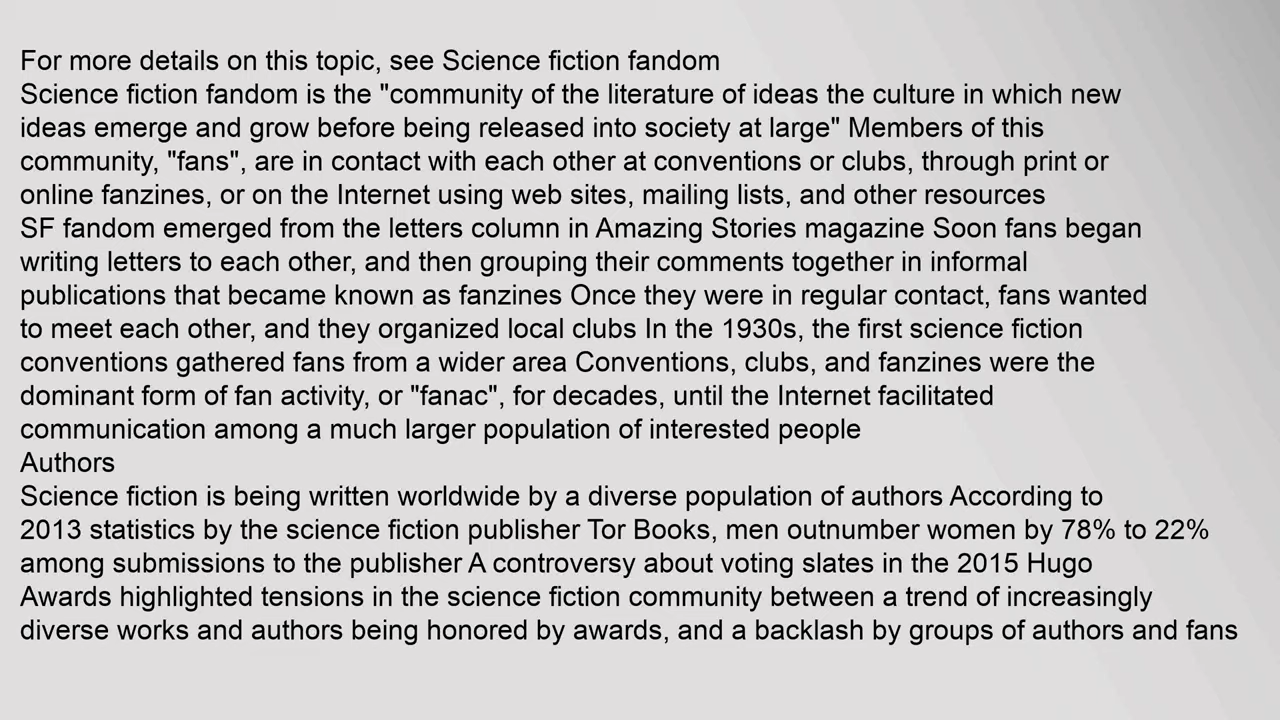 For more details on this topic, see Science fiction fandom
Science fiction fandom is the "community of the literature of ideas the culture in which new
ideas emerge and grow before being released into society at large" Members of this
community, "fans", are in contact with each other at conventions or clubs, through print or
online fanzines, or on the Internet using web sites, mailing lists, and other resources
SF fandom emerged from the letters column in Amazing Stories magazine Soon fans began
writing letters to each other, and then grouping their comments together in informal
publications that became known as fanzines Once they were in regular contact, fans wanted
to meet each other, and they organized local clubs In the 1930s, the first science fiction
conventions gathered fans from a wider area Conventions, clubs, and fanzines were the
dominant form of fan activity, or "fanac", for decades, until the Internet facilitated
communication among a much larger population of interested people
Authors
Science fiction is being written worldwide by a diverse population of authors According to
2013 statistics by the science fiction publisher Tor Books, men outnumber women by 78% to 22%
among submissions to the publisher A controversy about voting slates in the 2015 Hugo
Awards highlighted tensions in the science fiction community between a trend of increasingly
diverse works and authors being honored by awards, and a backlash by groups of authors and fans